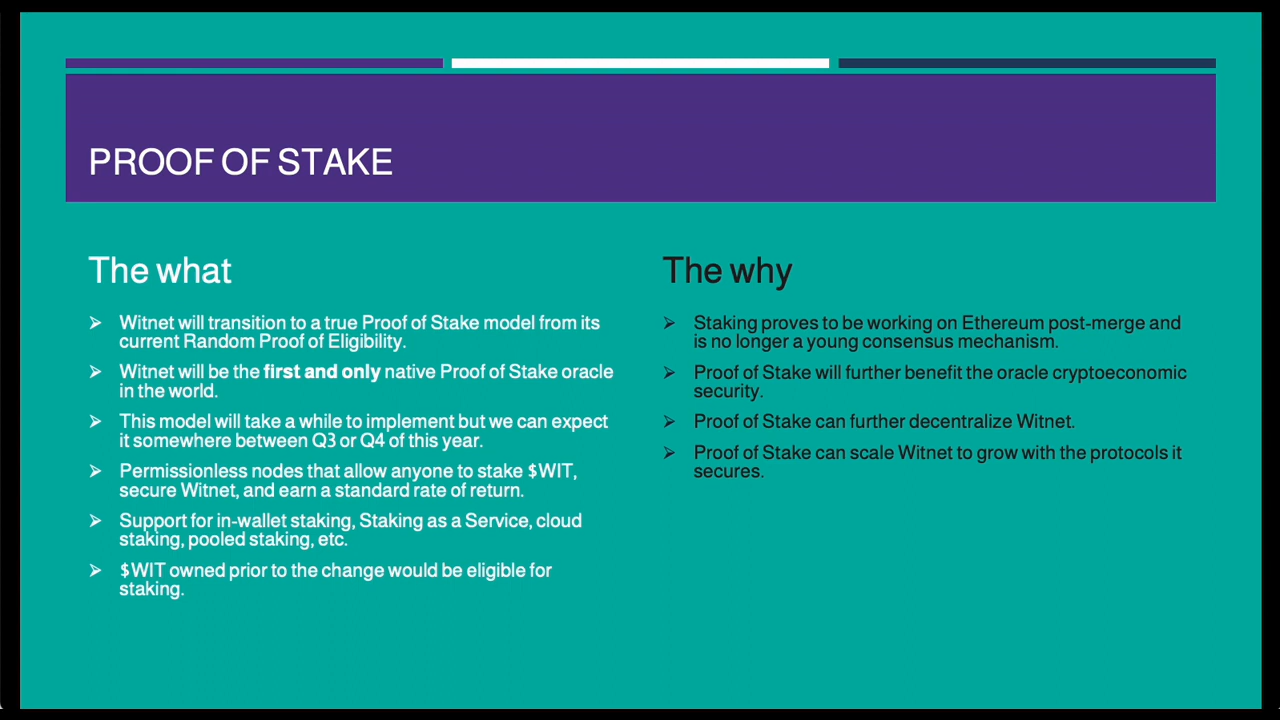 PROOF OF STAKE
The what
➢ Witnet will transition to a true Proof of Stake model from its
current Random Proof of Eligibility.
➢ Witnet will be the first and only native Proof of Stake oracle
in the world.
➢ This model will take a while to implement but we can expect
it somewhere between Q3 or Q4 of this year.
➢ Permissionless nodes that allow anyone to stake $WIT,
secure Witnet, and earn a standard rate of return.
➢ Support for in-wallet staking, Staking as a Service, cloud
staking, pooled staking, etc.
➢ $WIT owned prior to the change would be eligible for
staking.
The why
➢ Staking proves to be working on Ethereum post-merge and
is no longer a young consensus mechanism.
➢ Proof of Stake will further benefit the oracle cryptoeconomic
security.
➢ Proof of Stake can further decentralize Witnet.
➢ Proof of Stake can scale Witnet to grow with the protocols it
secures.